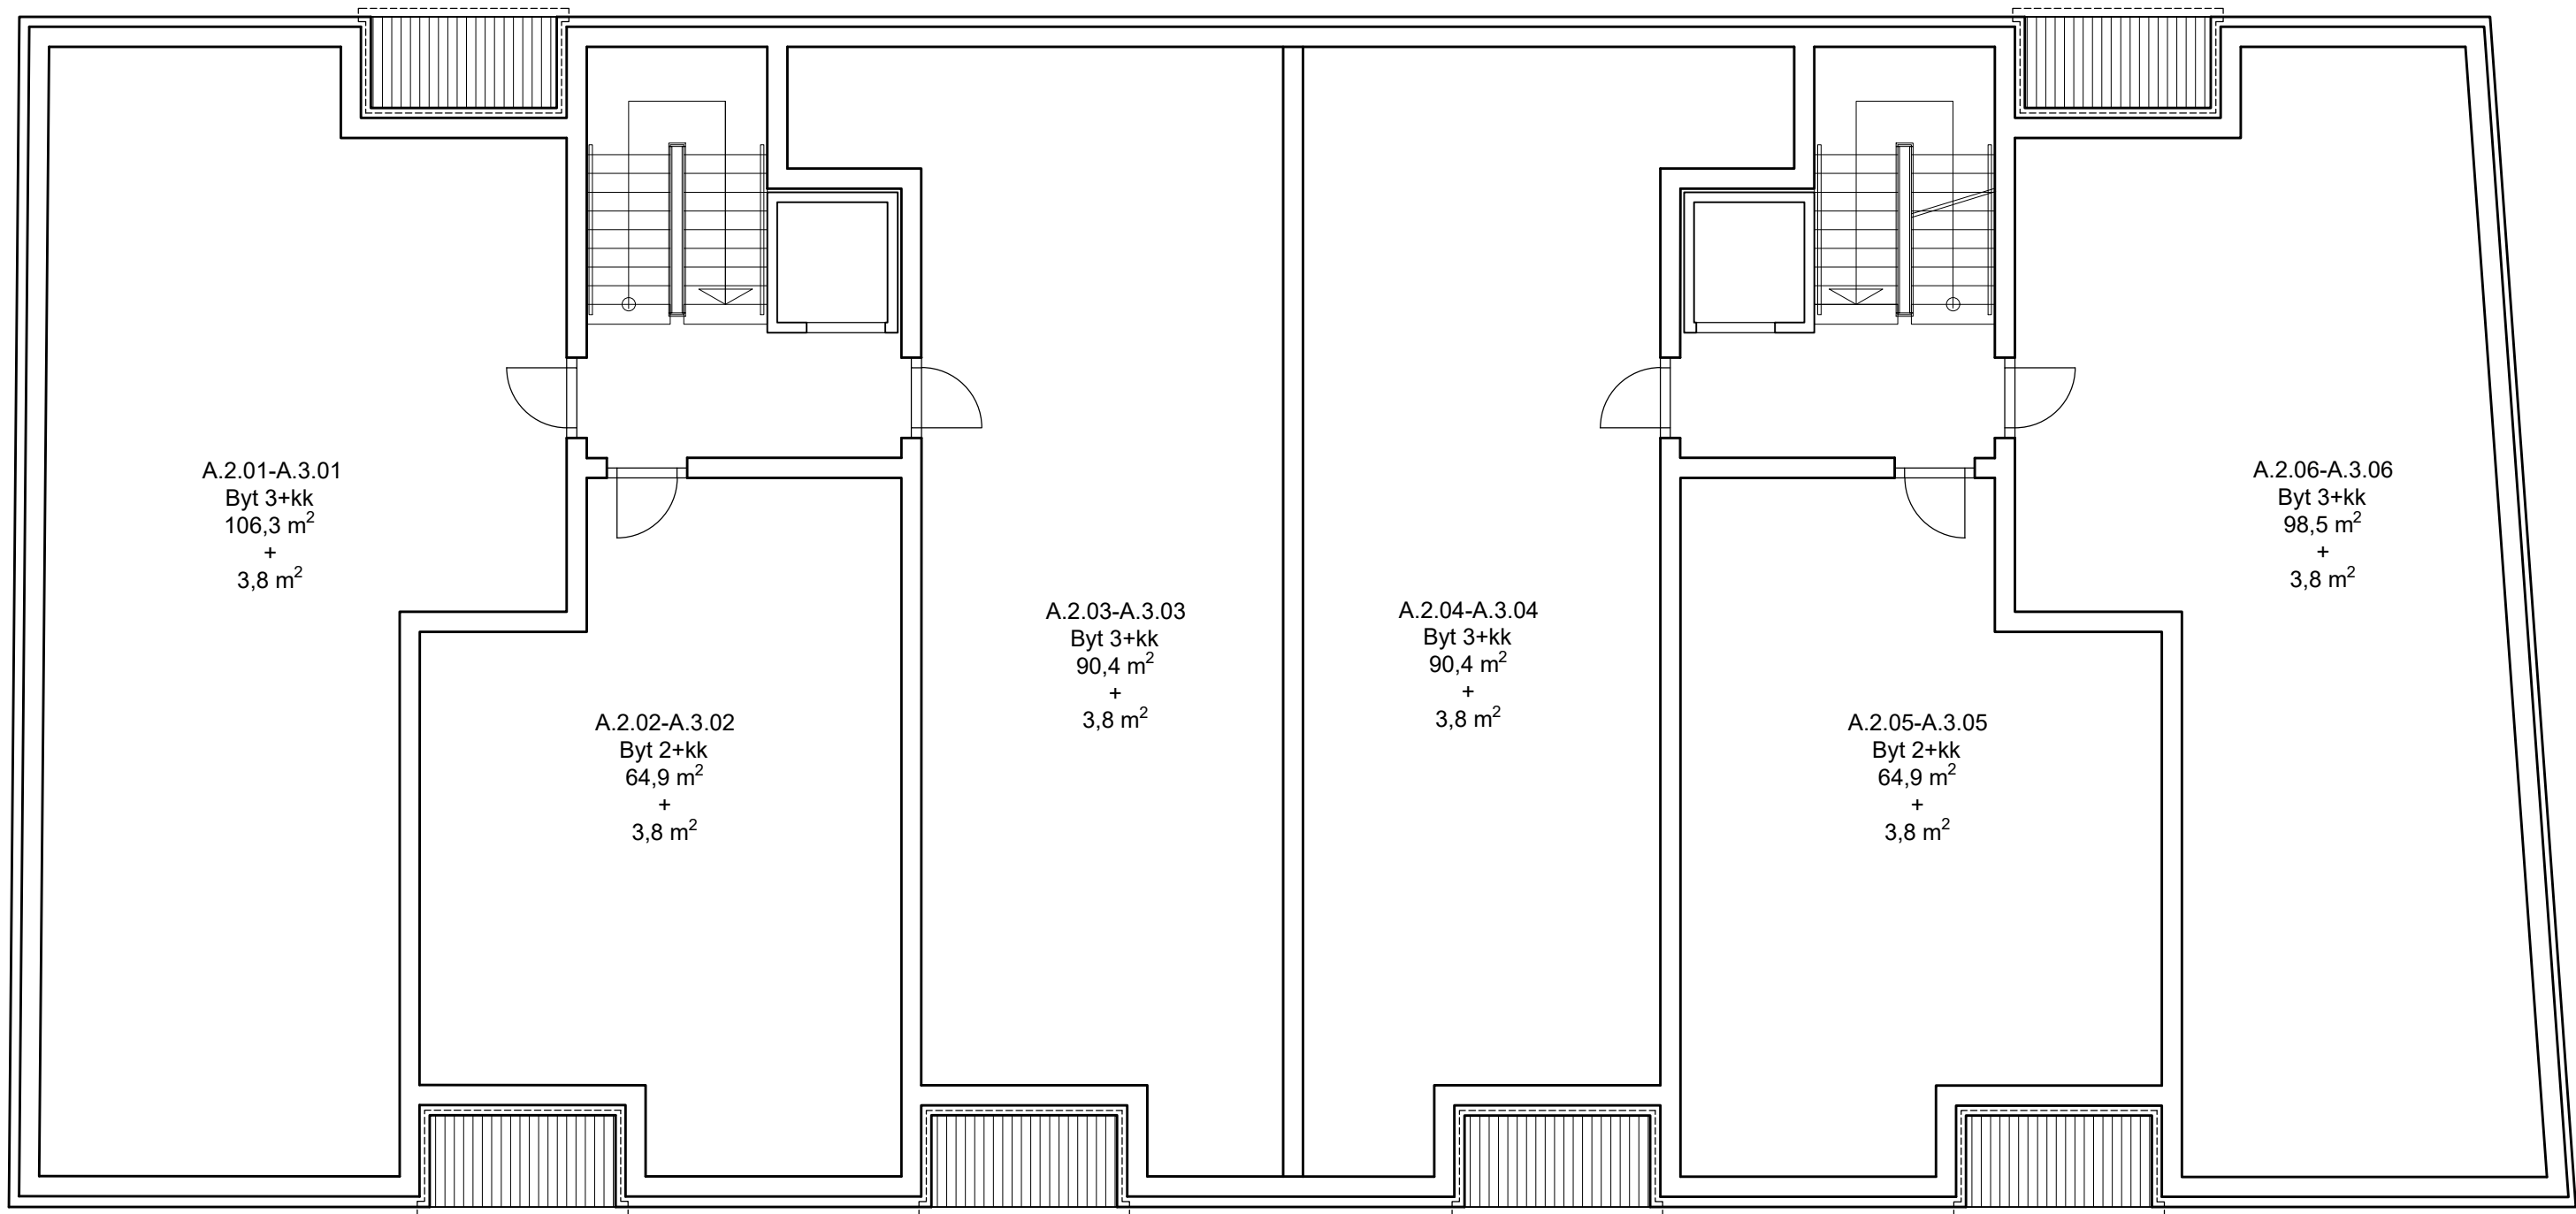 A.2.01-A.3.01
Byt 3+kk
106,3 m²
+
3,8 m²
A.2.02-A.3.02
Byt 2+kk
64,9 m²
+
3,8 m²
A.2.03-A.3.03
Byt 3+kk
90,4 m²
+
3,8 m²
A.2.04-A.3.04
Byt 3+kk
90,4 m²
+
3,8 m²
A.2.05-A.3.05
Byt 2+kk
64,9 m²
+
3,8 m²
A.2.06-A.3.06
Byt 3+kk
98,5 m²
+
3,8 m²